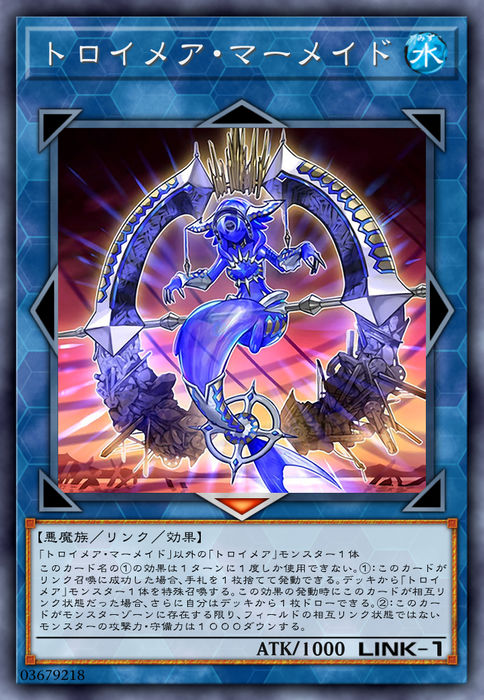 トロイメア・マーメイド
みず
水
【悪魔族／リンク／効果】
「トロイメア・マーメイド」以外の「トロイメア」モンスター１体
このカード名の①の効果は１ターンに１度しか使用できない。①：このカードが
リンク召喚に成功した場合、手札を１枚捨てて発動できる。デッキから「トロイ
メア」モンスター１体を特殊召喚する。この効果の発動時にこのカードが相互リ
ンク状態だった場合、さらに自分はデッキから１枚ドローできる。②：このカー
ドがモンスターゾーンに存在する限り、フィールドの相互リンク状態ではない
モンスターの攻撃力・守備力は１０００ダウンする。
ATK/1000 LINK-1
03679218